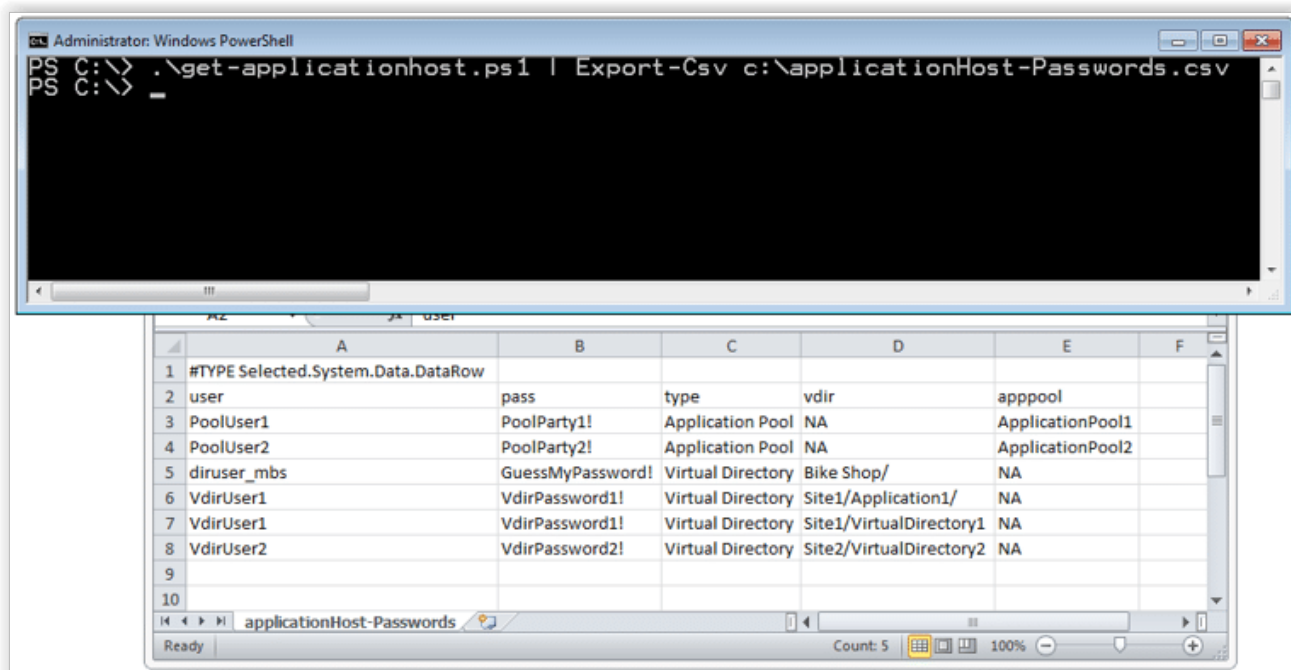 Administrator: Windows PowerShell
PS C:\> .\get-applicationhost.ps1 | Export-Csv c:\applicationHost-Passwords.csv
PS C:\> _
A2 user
A B C D E F
1 #TYPE Selected.System.Data.DataRow
2 user pass type vdir apppool
3 PoolUser1 PoolParty1! Application Pool NA ApplicationPool1
4 PoolUser2 PoolParty2! Application Pool NA ApplicationPool2
5 diruser_mbs GuessMyPassword! Virtual Directory Bike Shop/ NA
6 VdirUser1 VdirPassword1! Virtual Directory Site1/Application1/ NA
7 VdirUser1 VdirPassword1! Virtual Directory Site1/VirtualDirectory1 NA
8 VdirUser2 VdirPassword2! Virtual Directory Site2/VirtualDirectory2 NA
9
10
applicationHost-Passwords
Ready Count: 5 100%